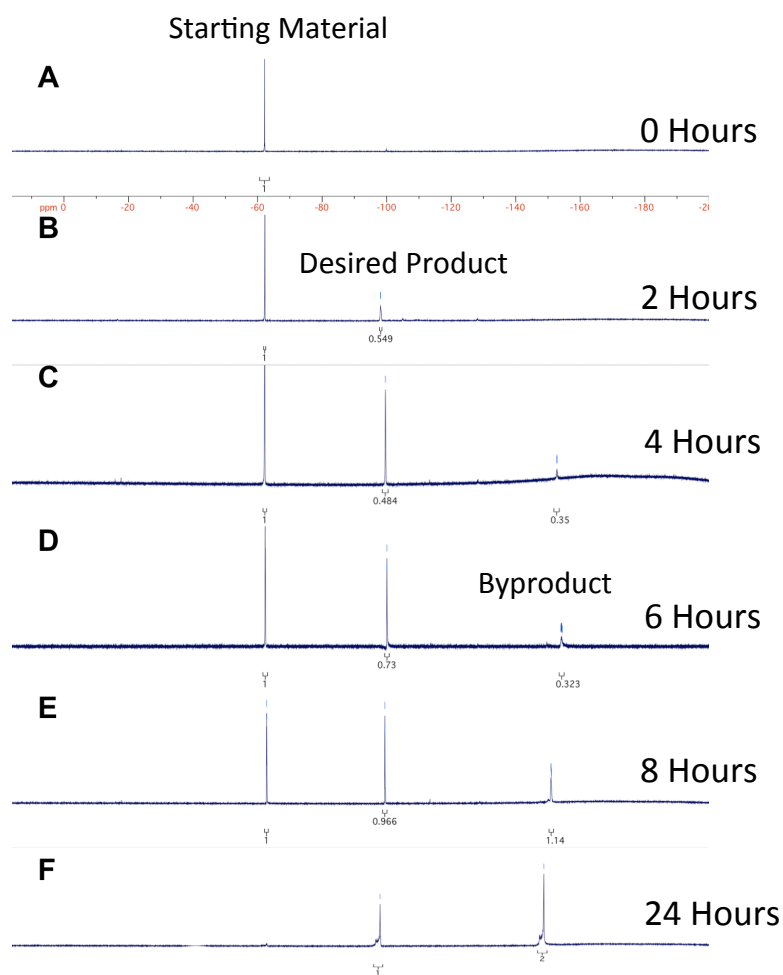 Starting Material
A
0 Hours
1
ppm 0 -20 -40 -60 -80 -100 -120 -140 -160 -180 -20
B
Desired Product
2 Hours
0.549
1
C
4 Hours
0.484
1 0.35
D
Byproduct
6 Hours
0.73
1 0.323
E
8 Hours
0.966
1 1.14
F
24 Hours
1 2